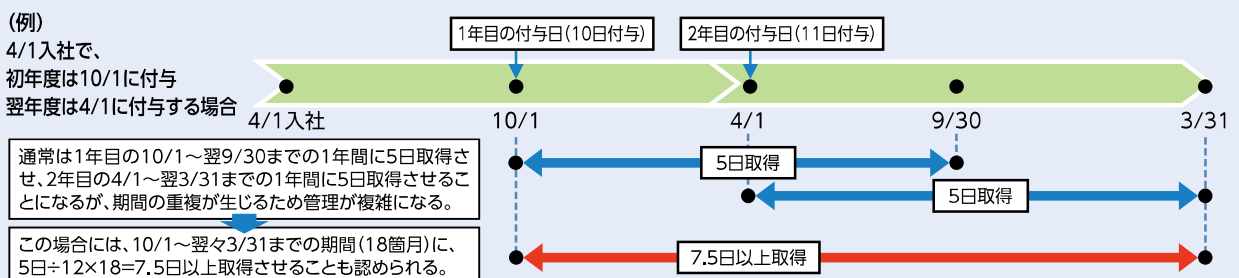 (例)
4/1入社で、
初年度は10/1に付与
翌年度は4/1に付与する場合
1年目の付与日(10日付与)
2年目の付与日(11日付与)
4/1入社
10/1
4/1
9/30
3/31
通常は1年目の10/1～翌9/30までの1年間に5日取得さ
せ、2年目の4/1～翌3/31までの1年間に5日取得させるこ
とになるが、期間の重複が生じるため管理が複雑になる。
5日取得
5日取得
この場合には、10/1～翌々3/31までの期間(18箇月)に、
5日÷12×18=7.5日以上取得させることも認められる。
7.5日以上取得